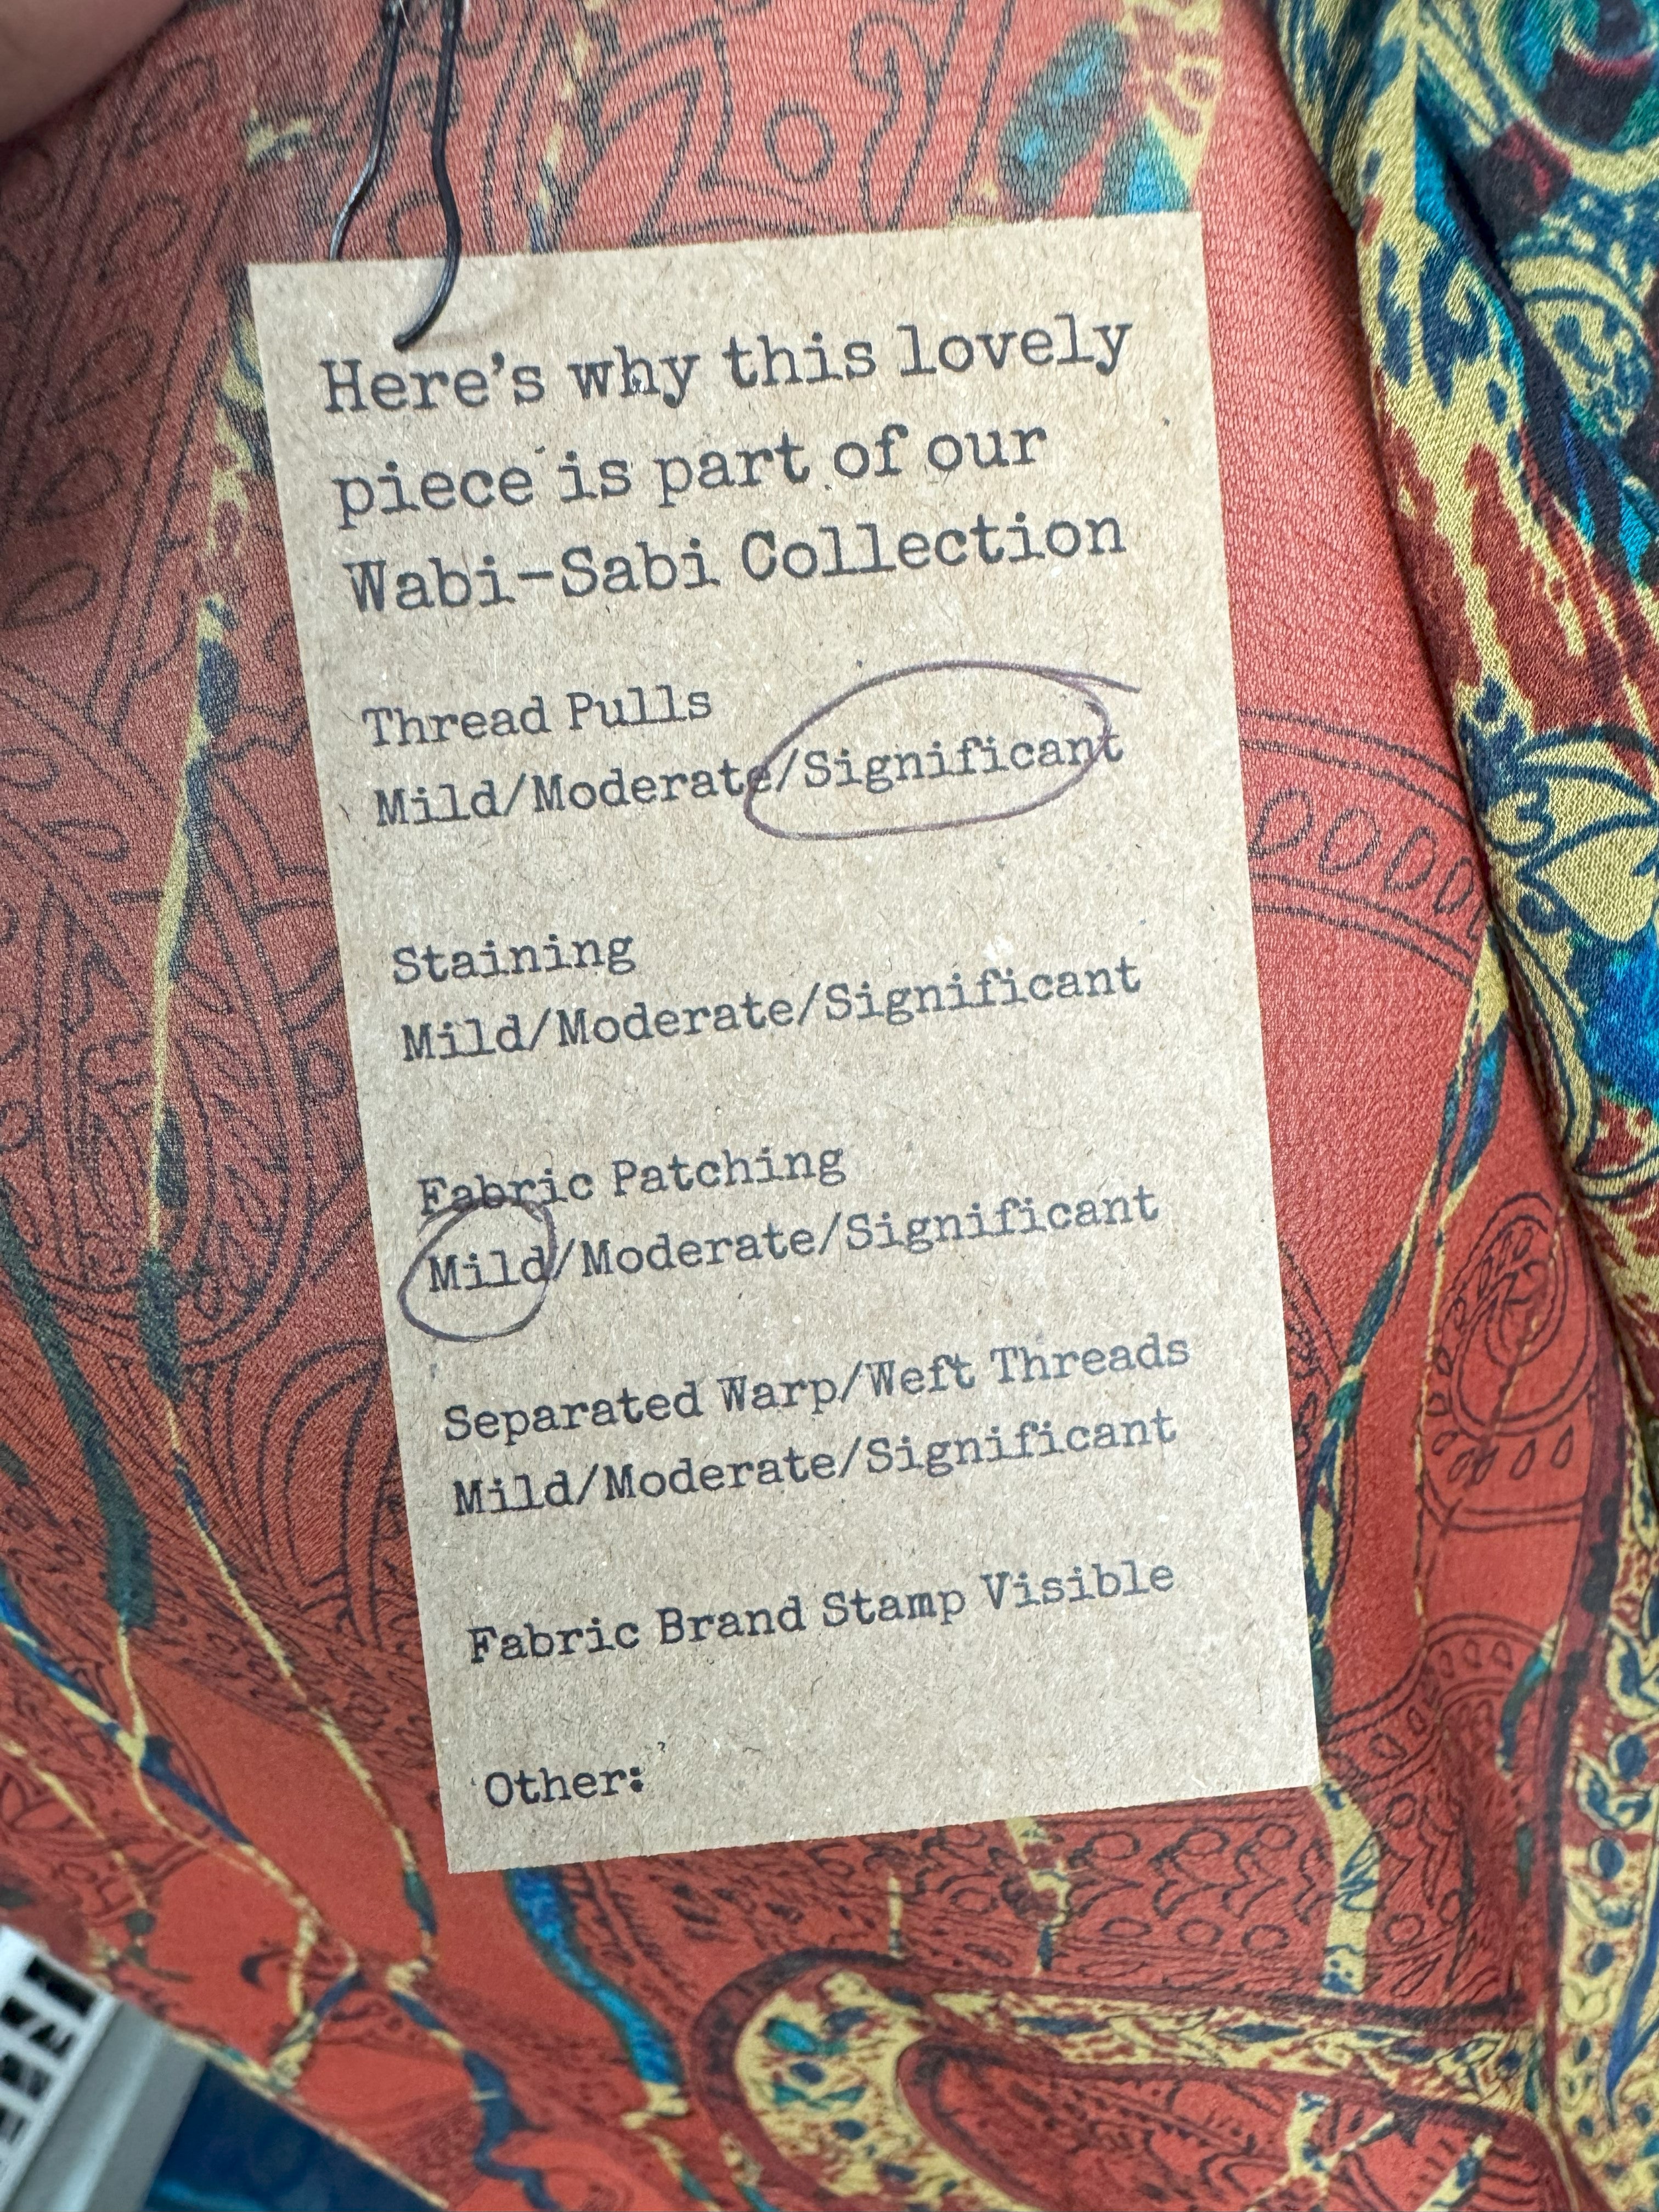 Here's why this lovely
piece is part of our
Wabi-Sabi Collection
Thread Pulls
Mild/Moderate/Significant
Staining
Mild/Moderate/Significant
Fabric Patching
Mild/Moderate/Significant
Separated Warp/Weft Threads
Mild/Moderate/Significant
Fabric Brand Stamp Visible
Other: